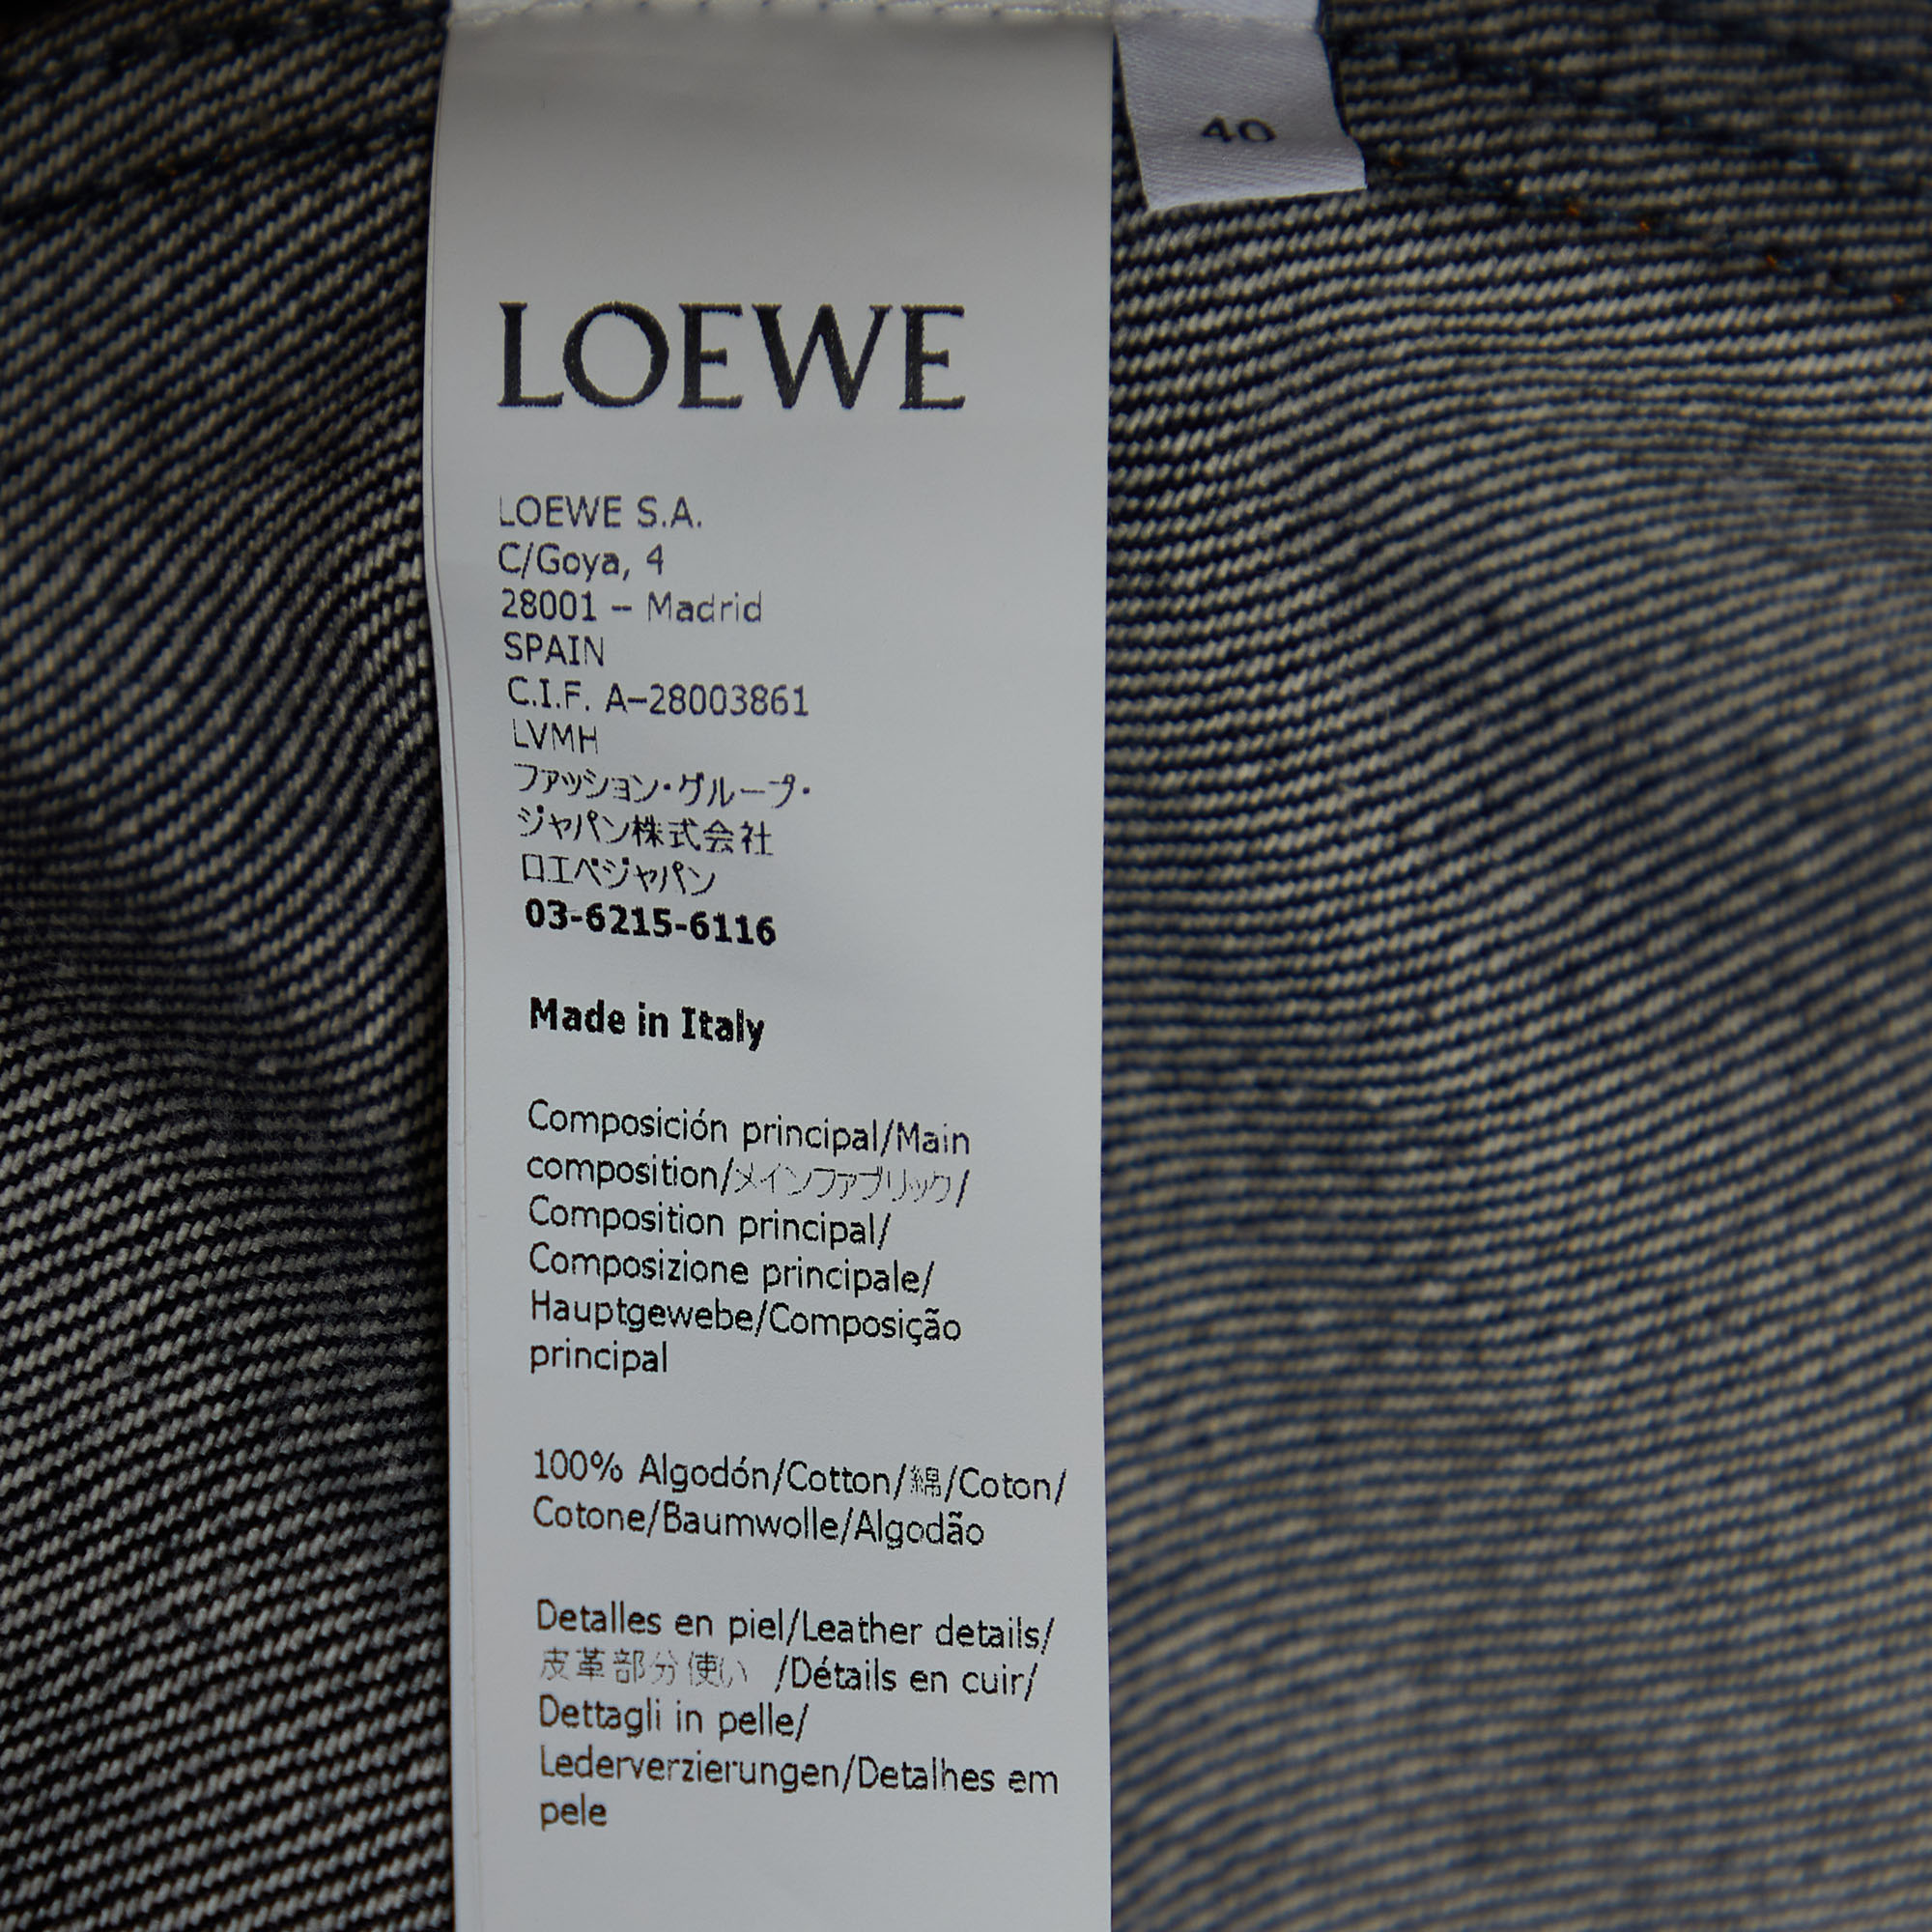 40
LOEWE
LOEWE S.A.
C/Goya, 4
28001 – Madrid
SPAIN
C.I.F. A–28003861
LVMH
ファッション・グループ・
ジャパン株式会社
ロエベジャパン
03-6215-6116
Made in Italy
Composición principal/Main
composition/メインファブリック/
Composition principal/
Composizione principale/
Hauptgewebe/Composição
principal
100% Algodón/Cotton/綿/Coton/
Cotone/Baumwolle/Algodão
Detalles en piel/Leather details/
皮革部分使い /Détails en cuir/
Dettagli in pelle/
Lederverzierungen/Detalhes em
pele